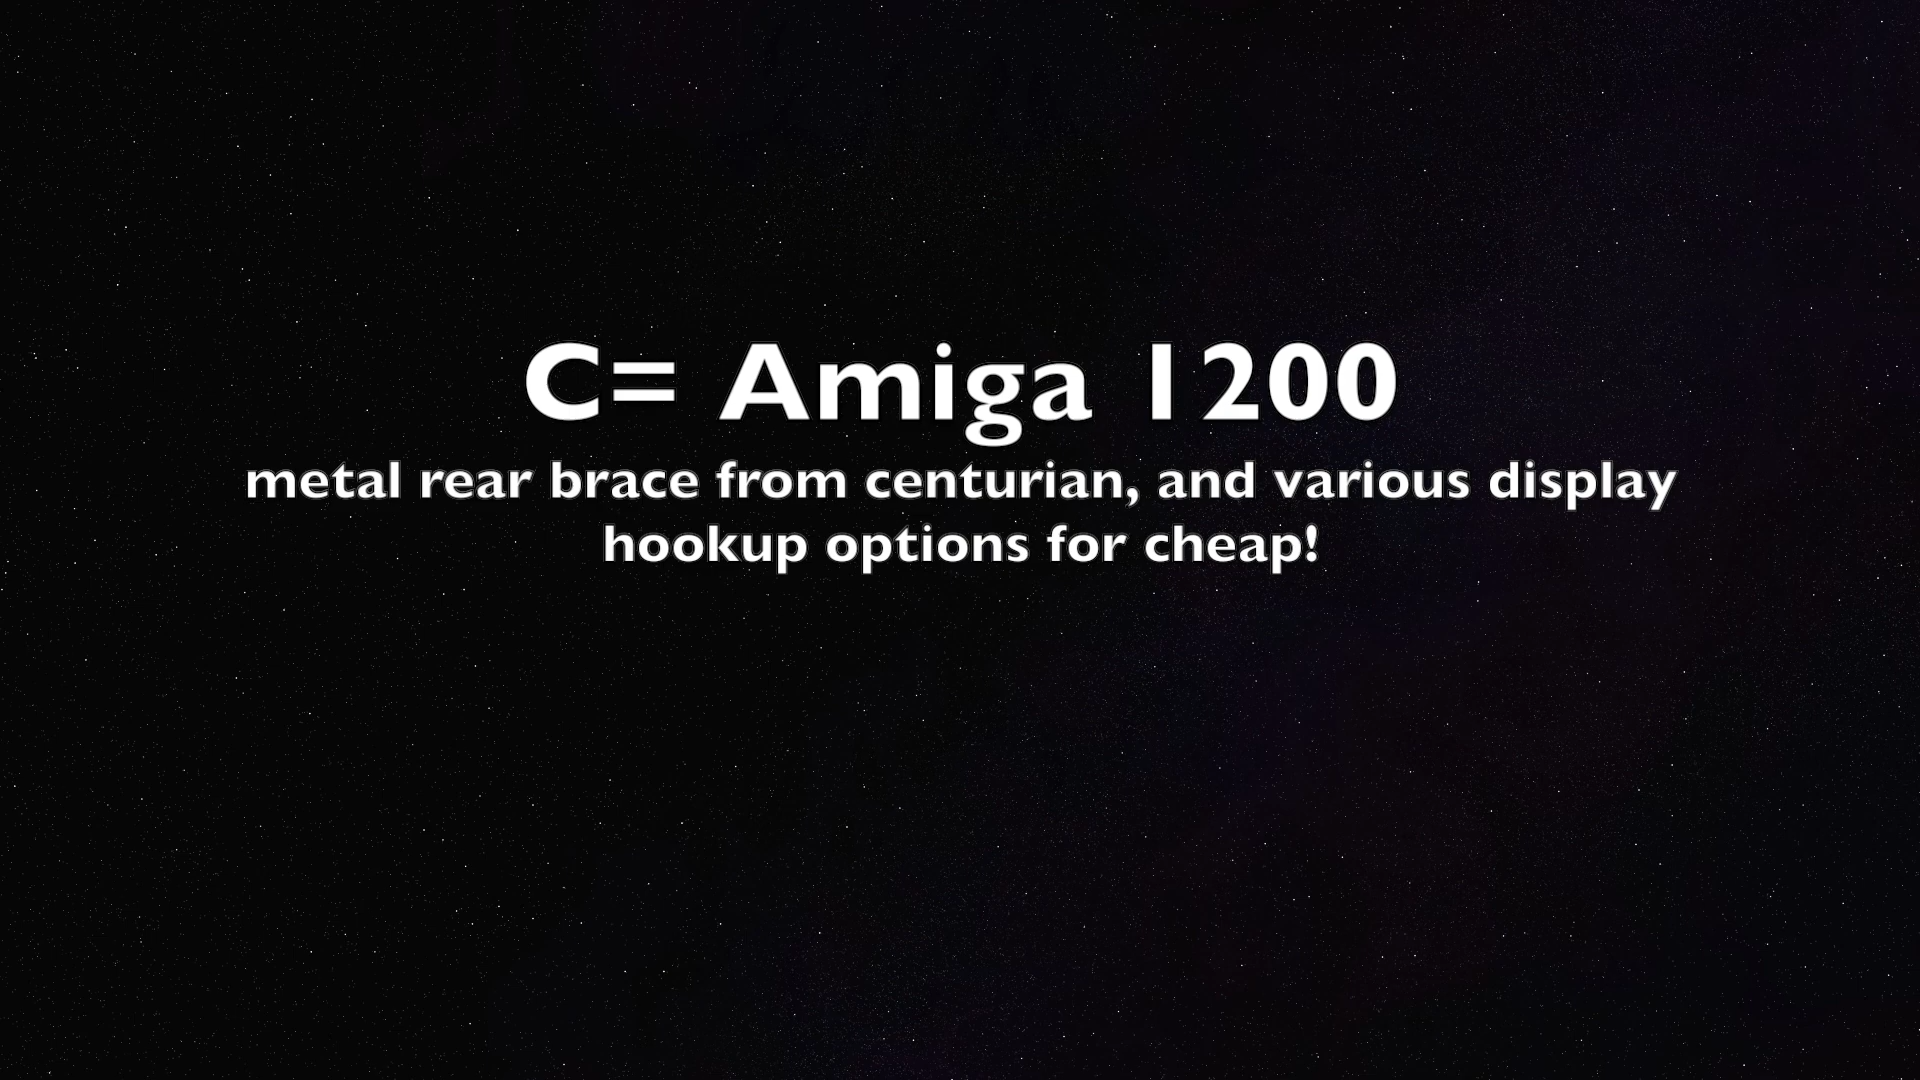 C= Amiga 1200
metal rear brace from centurian, and various display
hookup options for cheap!